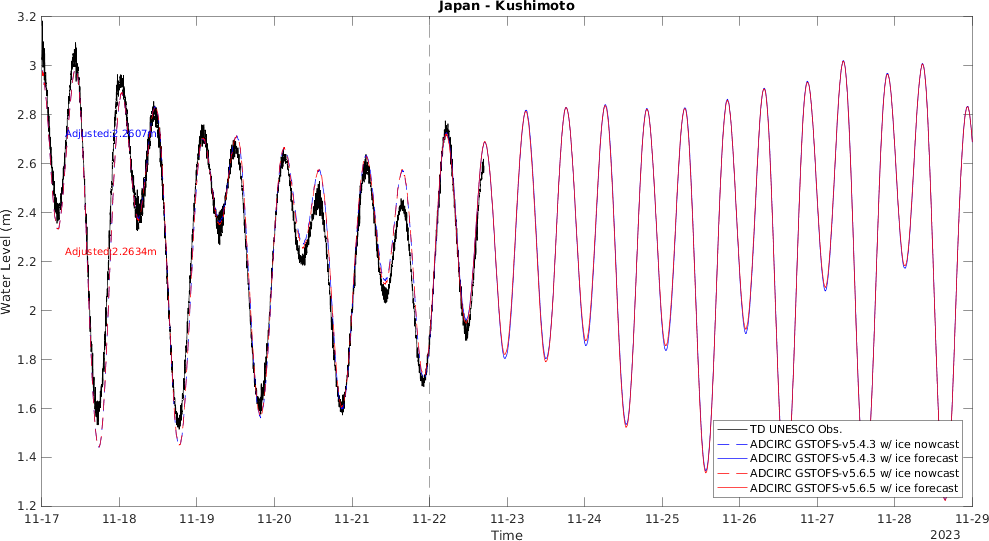 Japan - Kushimoto
3.2
3
2.8
2.6
2.4
2.2
2
1.8
1.6
1.4
1.2
Water Level (m)
Adjusted:2.2607m
Adjusted:2.2634m
TD UNESCO Obs.
ADCIRC GSTOFS-v5.4.3 w/ ice nowcast
ADCIRC GSTOFS-v5.4.3 w/ ice forecast
ADCIRC GSTOFS-v5.6.5 w/ ice nowcast
ADCIRC GSTOFS-v5.6.5 w/ ice forecast
11-17 11-18 11-19 11-20 11-21 11-22 11-23 11-24 11-25 11-26 11-27 11-28 11-29
Time
2023